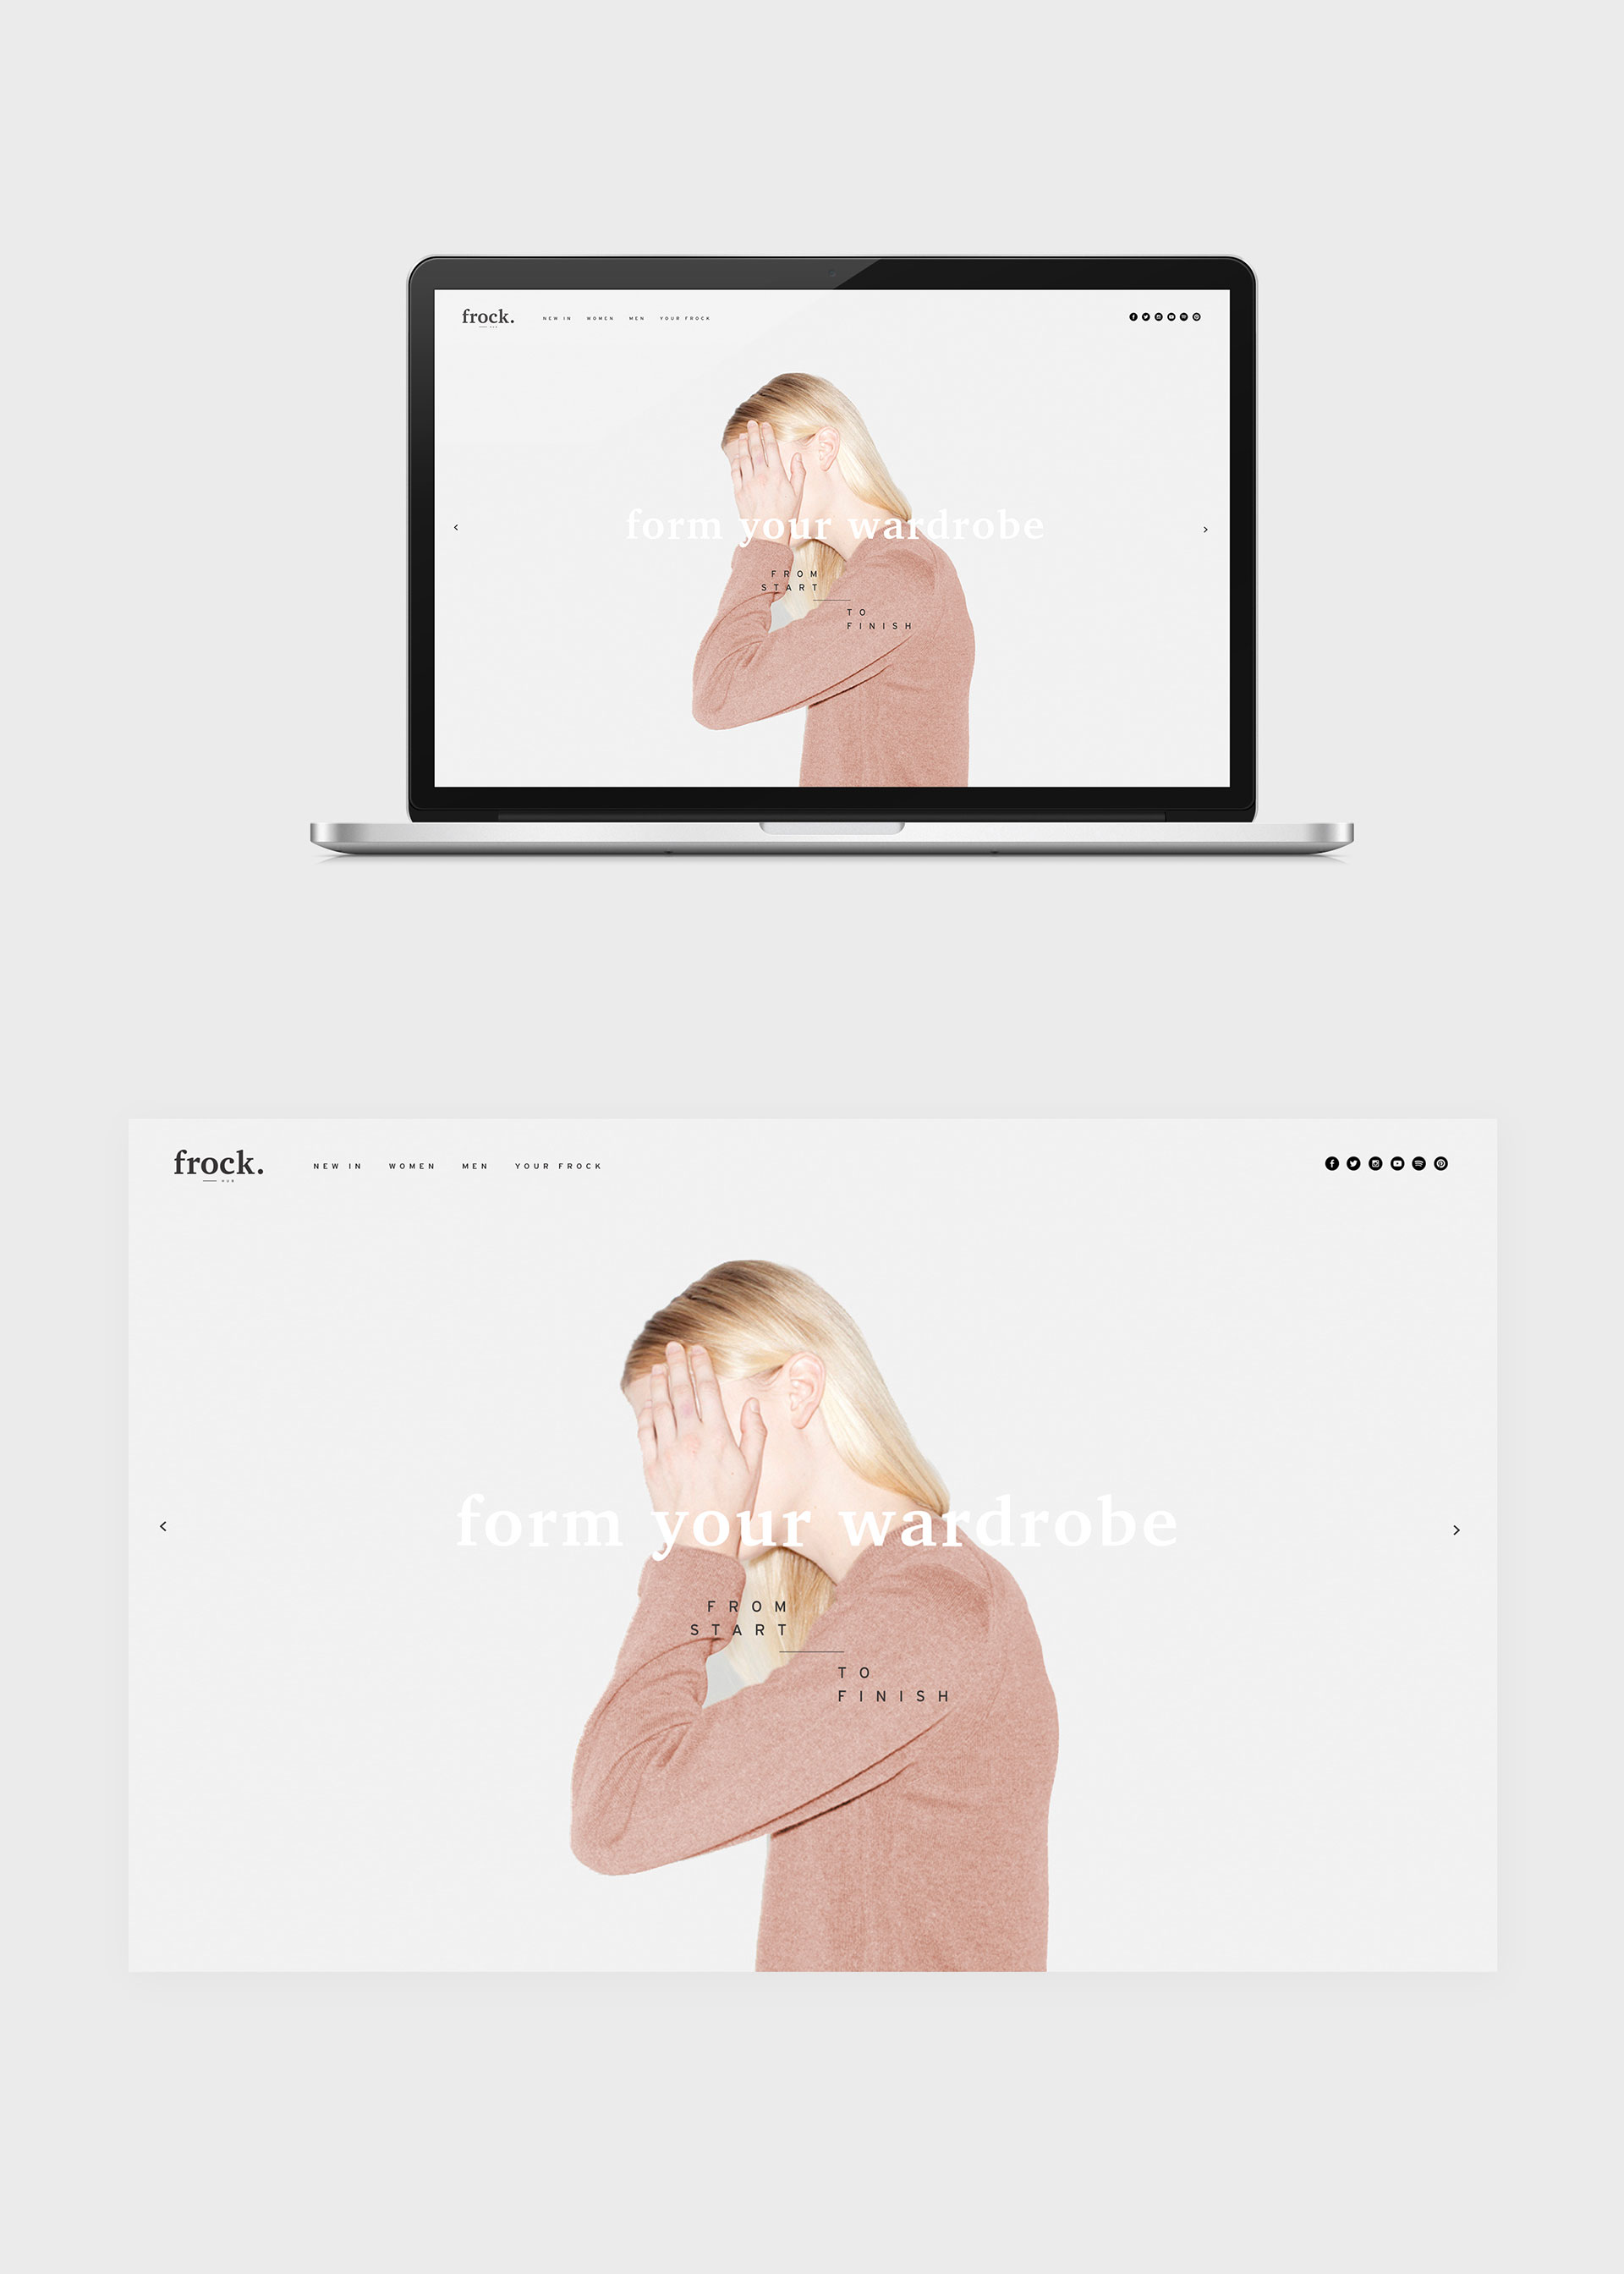 frock.
HUB
NEW IN WOMEN MEN YOUR FROCK
form your wardrobe
FROM
START
TO
FINISH
frock.
HUB
NEW IN WOMEN MEN YOUR FROCK
form your wardrobe
FROM
START
TO
FINISH